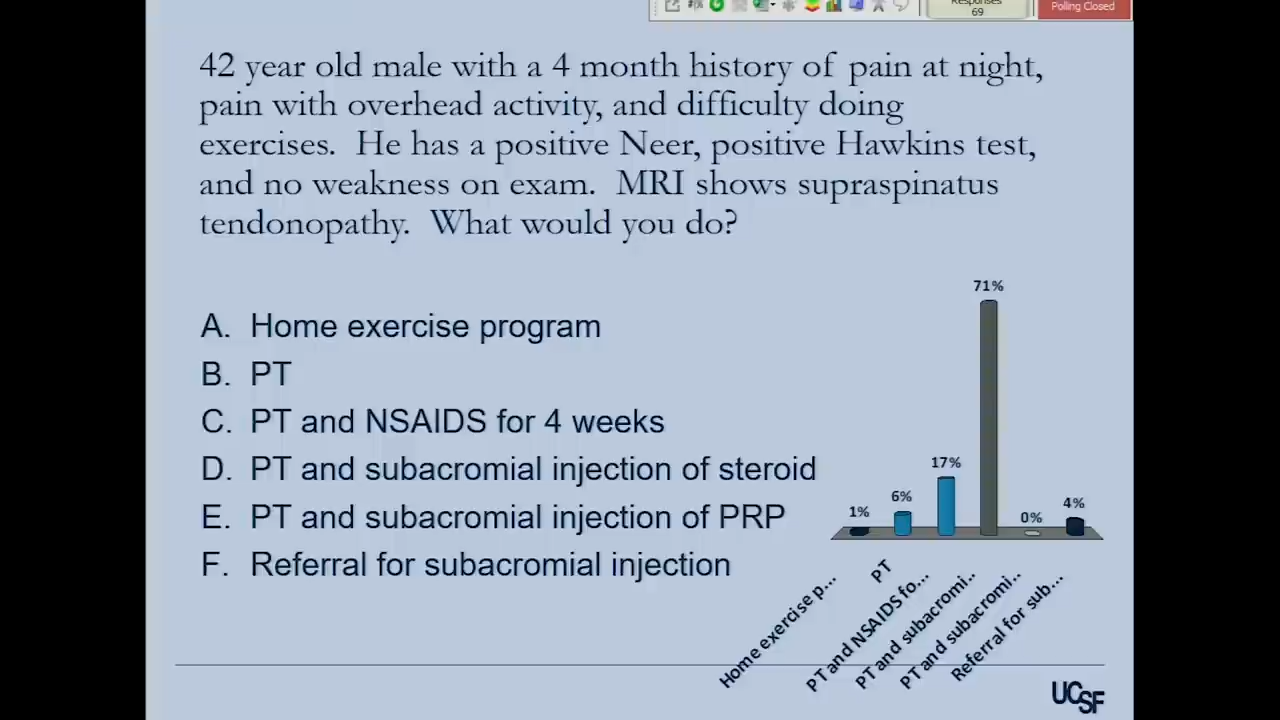 Responses
69
Polling Closed
42 year old male with a 4 month history of pain at night,
pain with overhead activity, and difficulty doing
exercises. He has a positive Neer, positive Hawkins test,
and no weakness on exam. MRI shows supraspinatus
tendonopathy. What would you do?
A. Home exercise program
B. PT
C. PT and NSAIDS for 4 weeks
D. PT and subacromial injection of steroid
E. PT and subacromial injection of PRP
F. Referral for subacromial injection
1%
6%
17%
71%
0%
4%
Home exercise p...
PT
PT and NSAIDS fo...
PT and subacromi..
PT and subacromi..
Referral for sub...
UCSF